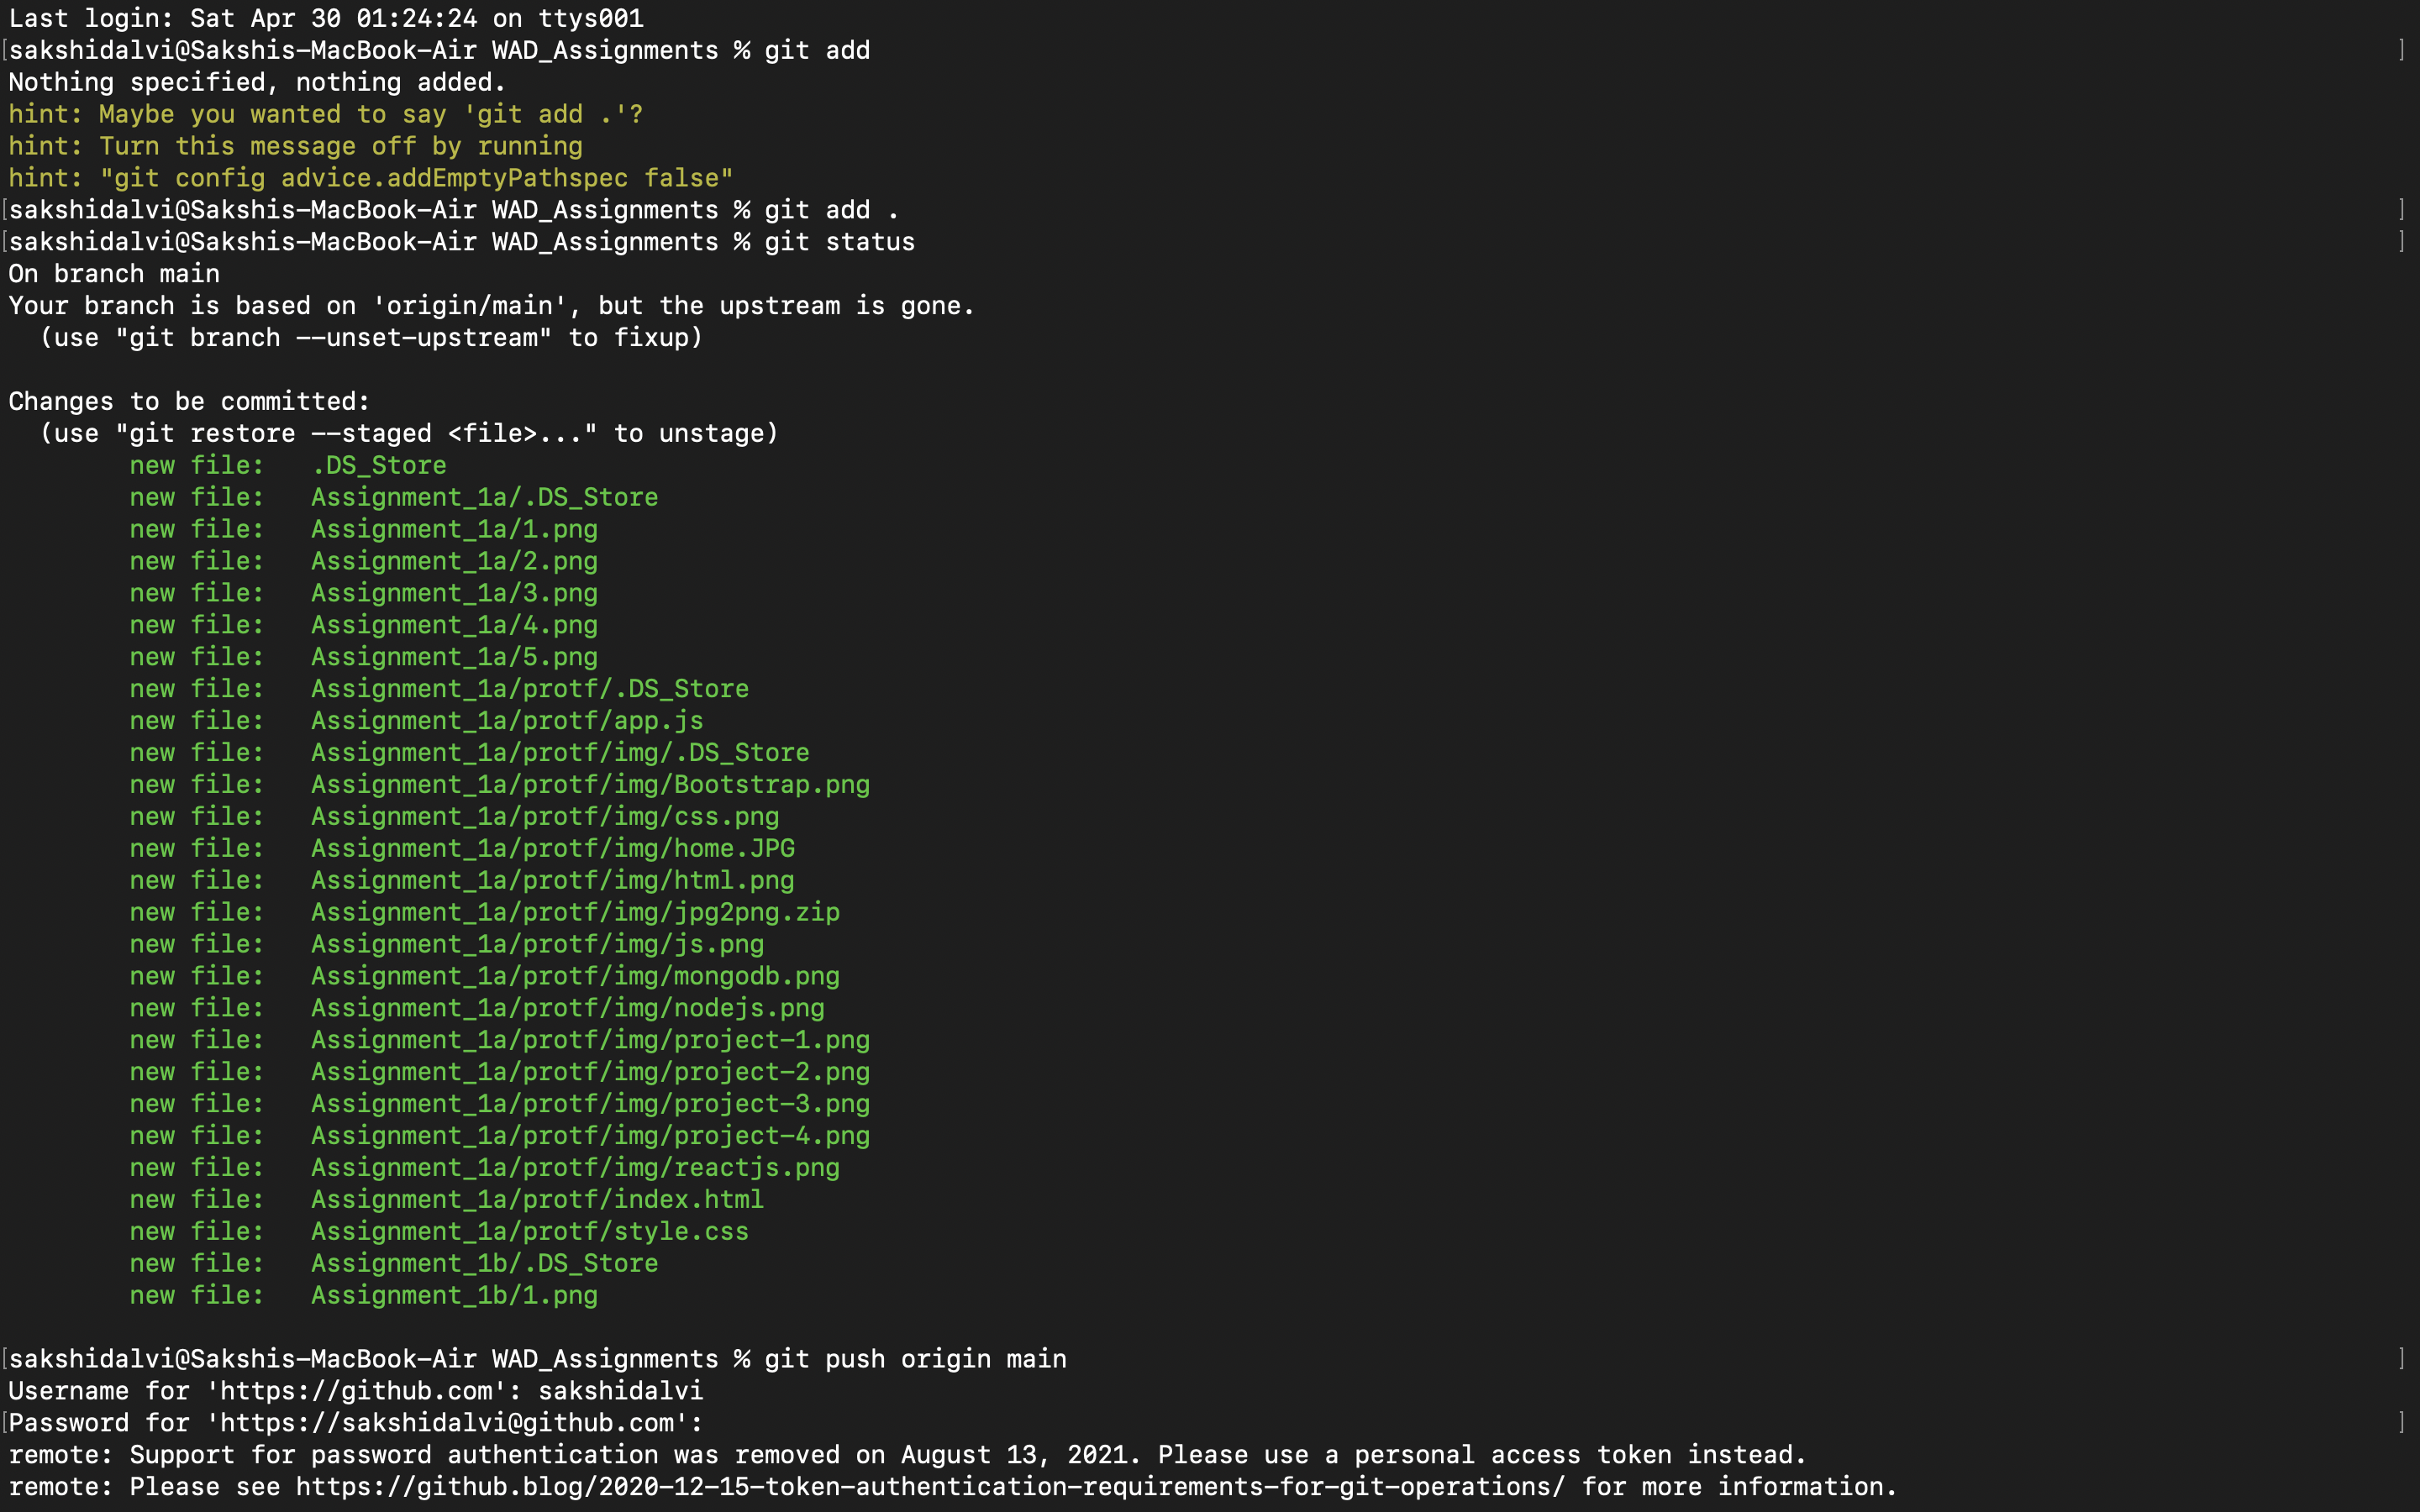 Last login: Sat Apr 30 01:24:24 on ttys001
[sakshidalvi@Sakshis-MacBook-Air WAD_Assignments % git add ]
Nothing specified, nothing added.
hint: Maybe you wanted to say 'git add .'?
hint: Turn this message off by running
hint: "git config advice.addEmptyPathspec false"
[sakshidalvi@Sakshis-MacBook-Air WAD_Assignments % git add . ]
[sakshidalvi@Sakshis-MacBook-Air WAD_Assignments % git status ]
On branch main
Your branch is based on 'origin/main', but the upstream is gone.
  (use "git branch --unset-upstream" to fixup)

Changes to be committed:
  (use "git restore --staged <file>..." to unstage)
        new file:   .DS_Store
        new file:   Assignment_1a/.DS_Store
        new file:   Assignment_1a/1.png
        new file:   Assignment_1a/2.png
        new file:   Assignment_1a/3.png
        new file:   Assignment_1a/4.png
        new file:   Assignment_1a/5.png
        new file:   Assignment_1a/protf/.DS_Store
        new file:   Assignment_1a/protf/app.js
        new file:   Assignment_1a/protf/img/.DS_Store
        new file:   Assignment_1a/protf/img/Bootstrap.png
        new file:   Assignment_1a/protf/img/css.png
        new file:   Assignment_1a/protf/img/home.JPG
        new file:   Assignment_1a/protf/img/html.png
        new file:   Assignment_1a/protf/img/jpg2png.zip
        new file:   Assignment_1a/protf/img/js.png
        new file:   Assignment_1a/protf/img/mongodb.png
        new file:   Assignment_1a/protf/img/nodejs.png
        new file:   Assignment_1a/protf/img/project-1.png
        new file:   Assignment_1a/protf/img/project-2.png
        new file:   Assignment_1a/protf/img/project-3.png
        new file:   Assignment_1a/protf/img/project-4.png
        new file:   Assignment_1a/protf/img/reactjs.png
        new file:   Assignment_1a/protf/index.html
        new file:   Assignment_1a/protf/style.css
        new file:   Assignment_1b/.DS_Store
        new file:   Assignment_1b/1.png

[sakshidalvi@Sakshis-MacBook-Air WAD_Assignments % git push origin main ]
Username for 'https://github.com': sakshidalvi
[Password for 'https://sakshidalvi@github.com': ]
remote: Support for password authentication was removed on August 13, 2021. Please use a personal access token instead.
remote: Please see https://github.blog/2020-12-15-token-authentication-requirements-for-git-operations/ for more information.